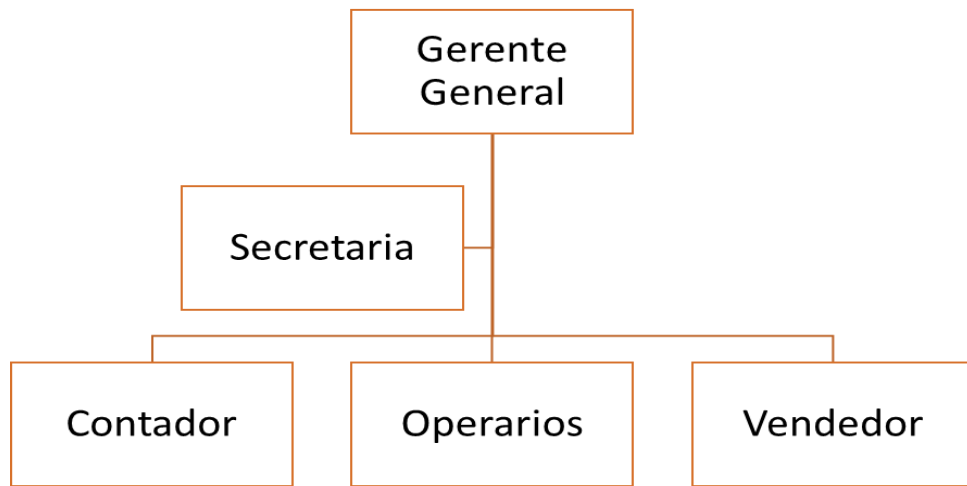 Gerente
General
Secretaria
Contador
Operarios
Vendedor